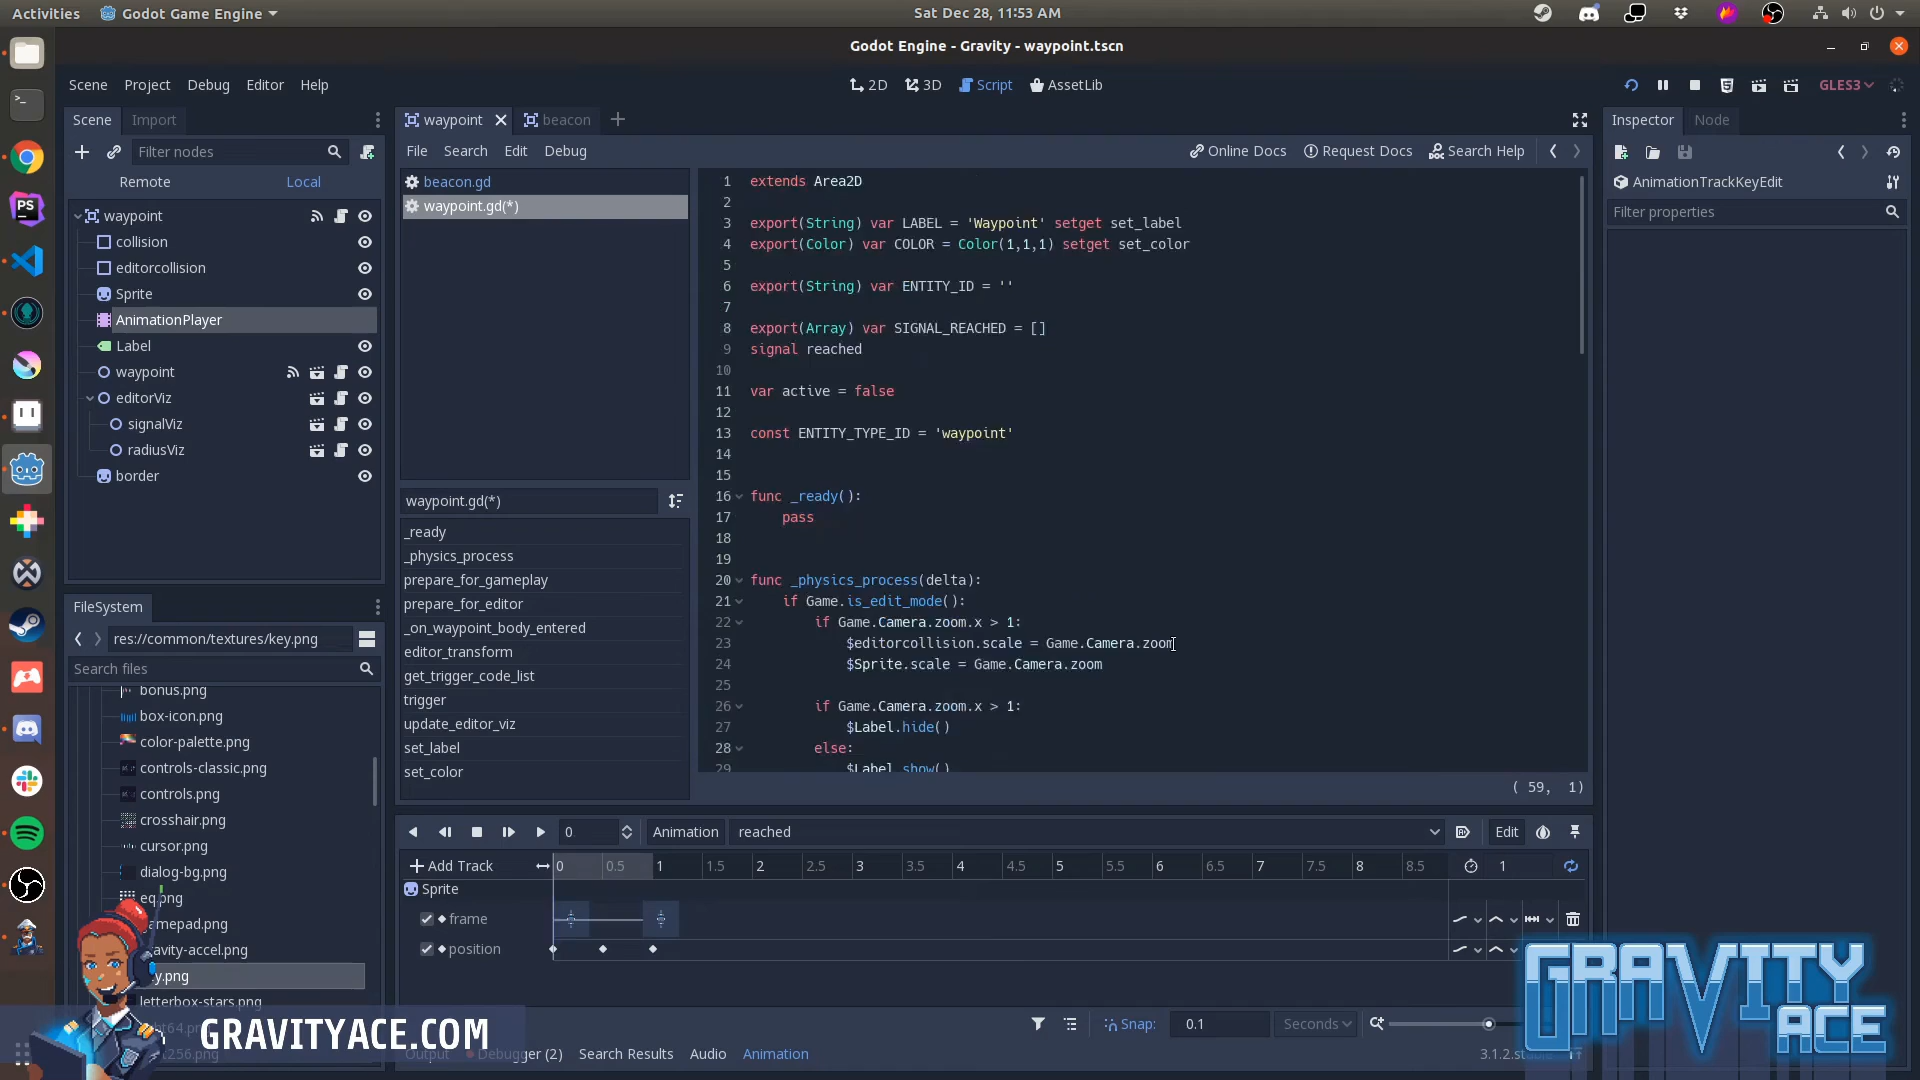 Activities
Godot Game Engine
Sat Dec 28, 11:53 AM
Godot Engine - Gravity - waypoint.tscn
Scene Project Debug Editor Help
2D 3D Script AssetLib
GLES3
Scene Import
Filter nodes
Remote Local
waypoint
collision
editorcollision
Sprite
AnimationPlayer
Label
waypoint
editorViz
signalViz
radiusViz
border
FileSystem
res://common/textures/key.png
Search files
bonus.png
box-icon.png
color-palette.png
controls-classic.png
controls.png
crosshair.png
cursor.png
dialog-bg.png
letterbox-stars.png
waypoint beacon
File Search Edit Debug
Online Docs Request Docs Search Help
beacon.gd
waypoint.gd(*)
waypoint.gd(*)
_ready
_physics_process
prepare_for_gameplay
prepare_for_editor
_on_waypoint_body_entered
editor_transform
get_trigger_code_list
trigger
update_editor_viz
set_label
set_color
1 extends Area2D
2
3 export(String) var LABEL = 'Waypoint' setget set_label
4 export(Color) var COLOR = Color(1,1,1) setget set_color
5
6 export(String) var ENTITY_ID = ''
7
8 export(Array) var SIGNAL_REACHED = []
9 signal reached
10
11 var active = false
12
13 const ENTITY_TYPE_ID = 'waypoint'
14
15
16 func _ready():
17 pass
18
19
20 func _physics_process(delta):
21 if Game.is_edit_mode():
22 if Game.Camera.zoom.x > 1:
23 $editorcollision.scale = Game.Camera.zoom
24 $Sprite.scale = Game.Camera.zoom
25
26 if Game.Camera.zoom.x > 1:
27 $Label.hide()
28 else:
29 $Label.show()
( 59, 1)
Inspector Node
AnimationTrackKeyEdit
Filter properties
0 Animation reached Edit
Add Track 0 0.5 1 1.5 2 2.5 3 3.5 4 4.5 5 5.5 6 6.5 7 7.5 8 8.5 1
Sprite
frame
position
Snap: 0.1 Seconds
Output Debugger (2) Search Results Audio Animation
GRAVITYACE.COM
GRAVITY
ACE
PS